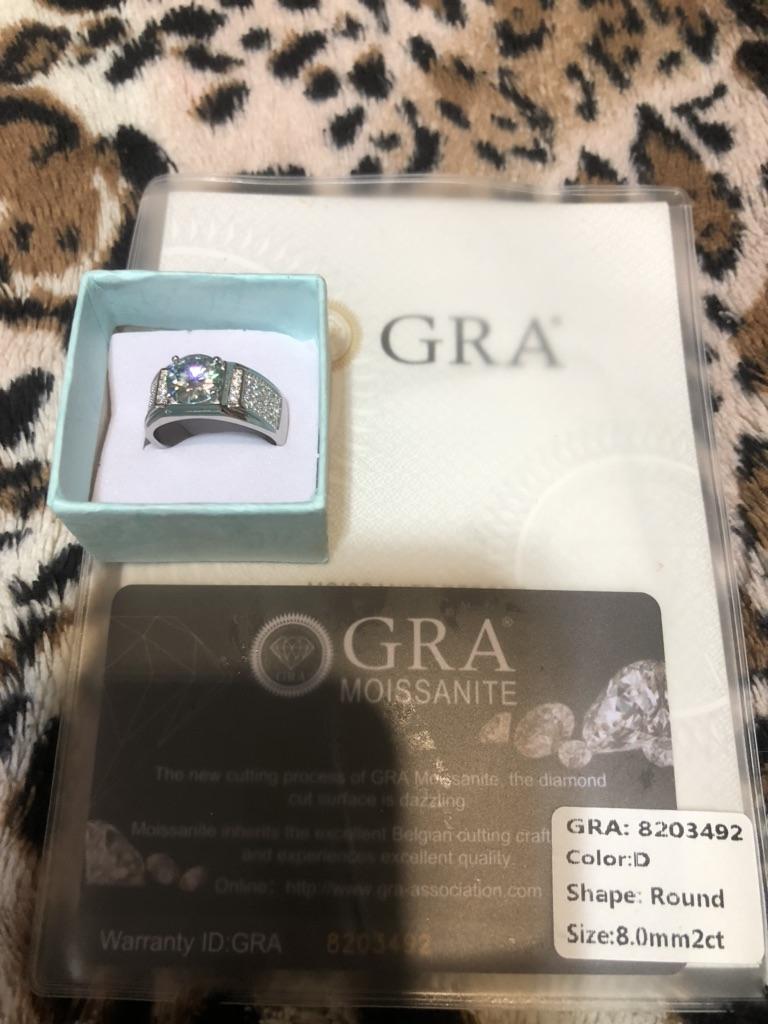 GRA®
GRA®
MOISSANITE
The new cutting process of GRA Moissanite, the diamond
cut surface is dazzling
Moissanite inherits the excellent Belgian cutting craft
and experiences excellent quality.
Online: http://www.gra-association.com
Warranty ID:GRA 8203492
GRA: 8203492
Color:D
Shape: Round
Size:8.0mm2ct